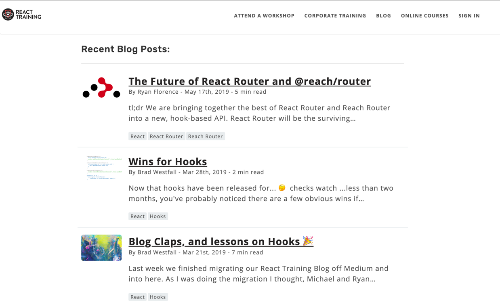 REACT
TRAINING
ATTEND A WORKSHOP CORPORATE TRAINING BLOG ONLINE COURSES SIGN IN
Recent Blog Posts:
The Future of React Router and @reach/router
By Ryan Florence - May 17th, 2019 - 5 min read
tl;dr We are bringing together the best of React Router and Reach Router
into a new, hook-based API. React Router will be the surviving...
React React Router Reach Router
Wins for Hooks
By Brad Westfall - Mar 28th, 2019 - 2 min read
Now that hooks have been released for... 🤔 checks watch ...less than two
months, you've probably noticed there are a few obvious wins if...
React Hooks
Blog Claps, and lessons on Hooks 🎉
By Brad Westfall - Mar 21st, 2019 - 7 min read
Last week we finished migrating our React Training Blog off Medium and
into here. As I was doing the migration I thought, Michael and Ryan...
React Hooks